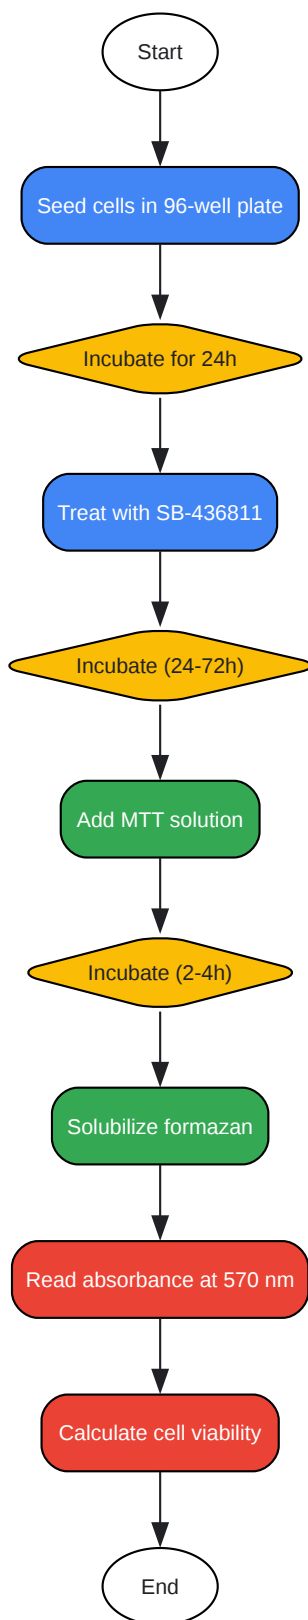 Start
Seed cells in 96-well plate
Incubate for 24h
Treat with SB-436811
Incubate (24-72h)
Add MTT solution
Incubate (2-4h)
Solubilize formazan
Read absorbance at 570 nm
Calculate cell viability
End